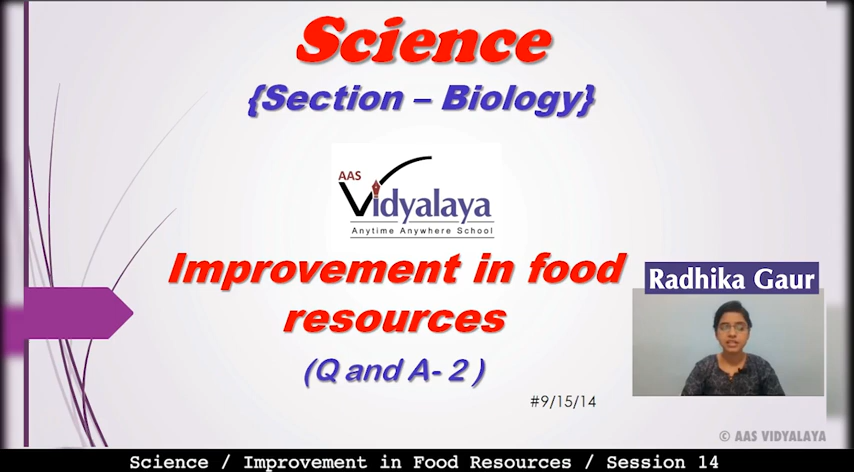 Science
{Section – Biology}
AAS
Vidyalaya
Anytime Anywhere School
Improvement in food
resources
(Q and A- 2 )
Radhika Gaur
#9/15/14
© AAS VIDYALAYA
Science / Improvement in Food Resources / Session 14